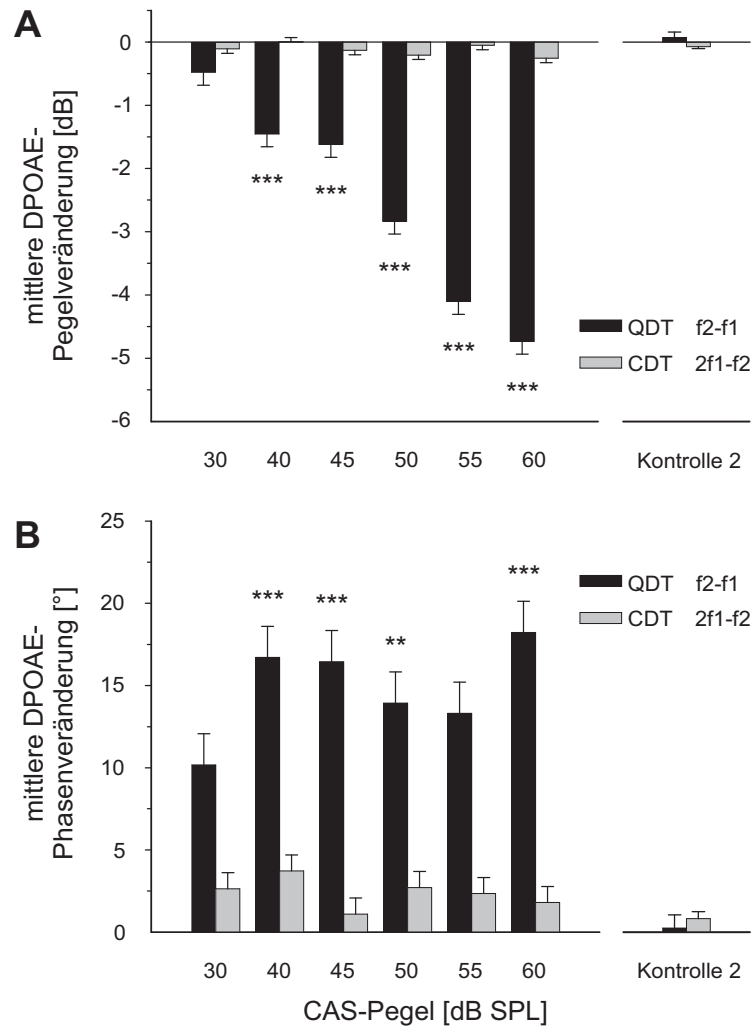 A
0
-1
-2
-3
-4
-5
-6
mittlere DPOAE-
Pegelveränderung [dB]
***
***
***
***
***
QDT f2-f1
CDT 2f1-f2
30 40 45 50 55 60 Kontrolle 2
B
25
20
15
10
5
0
mittlere DPOAE-
Phasenveränderung [°]
***
***
**
***
QDT f2-f1
CDT 2f1-f2
30 40 45 50 55 60 Kontrolle 2
CAS-Pegel [dB SPL]